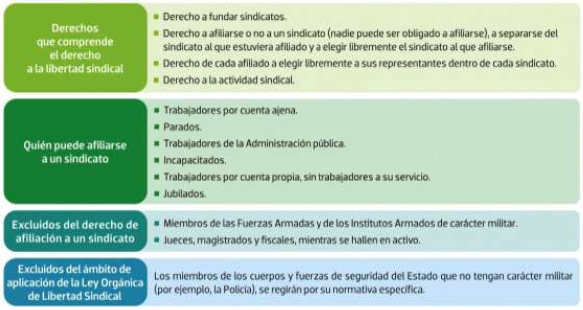 Derechos
que comprende
el derecho
a la libertad sindical
Derecho a fundar sindicatos.
Derecho a afiliarse o no a un sindicato (nadie puede ser obligado a afiliarse), a separarse del
sindicato al que estuviera afiliado y a elegir libremente el sindicato al que afiliarse.
Derecho de cada afiliado a elegir libremente a sus representantes dentro de cada sindicato.
Derecho a la actividad sindical.
Quién puede afiliarse
a un sindicato
Trabajadores por cuenta ajena.
Parados.
Trabajadores de la Administración pública.
Incapacitados.
Trabajadores por cuenta propia, sin trabajadores a su servicio.
Jubilados.
Excluidos del derecho de
afiliación a un sindicato
Miembros de las Fuerzas Armadas y de los Institutos Armados de carácter militar.
Jueces, magistrados y fiscales, mientras se hallen en activo.
Excluidos del ámbito de
aplicación de la Ley Orgánica
de Libertad Sindical
Los miembros de los cuerpos y fuerzas de seguridad del Estado que no tengan carácter militar
(por ejemplo, la Policía), se regirán por su normativa específica.